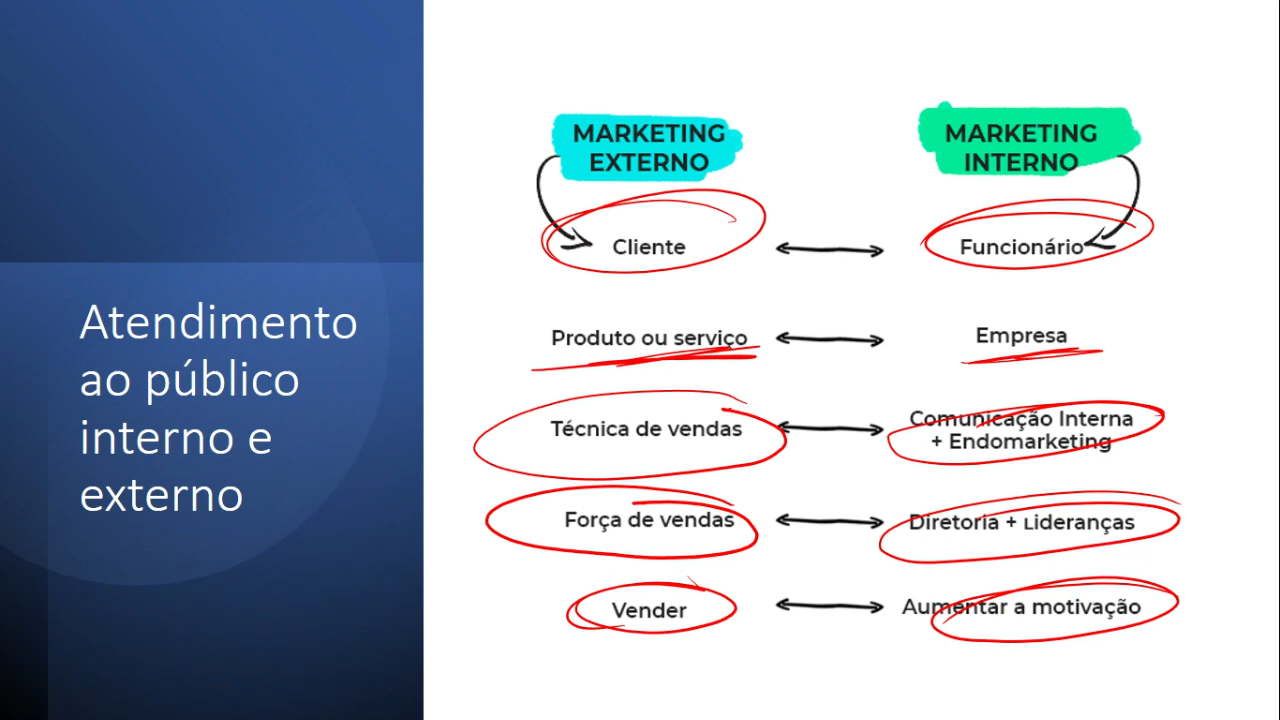 Atendimento
ao público
interno e
externo
MARKETING
EXTERNO
MARKETING
INTERNO
Cliente
Funcionário
Produto ou serviço
Empresa
Técnica de vendas
Comunicação Interna
+ Endomarketing
Força de vendas
Diretoria + Lideranças
Vender
Aumentar a motivação